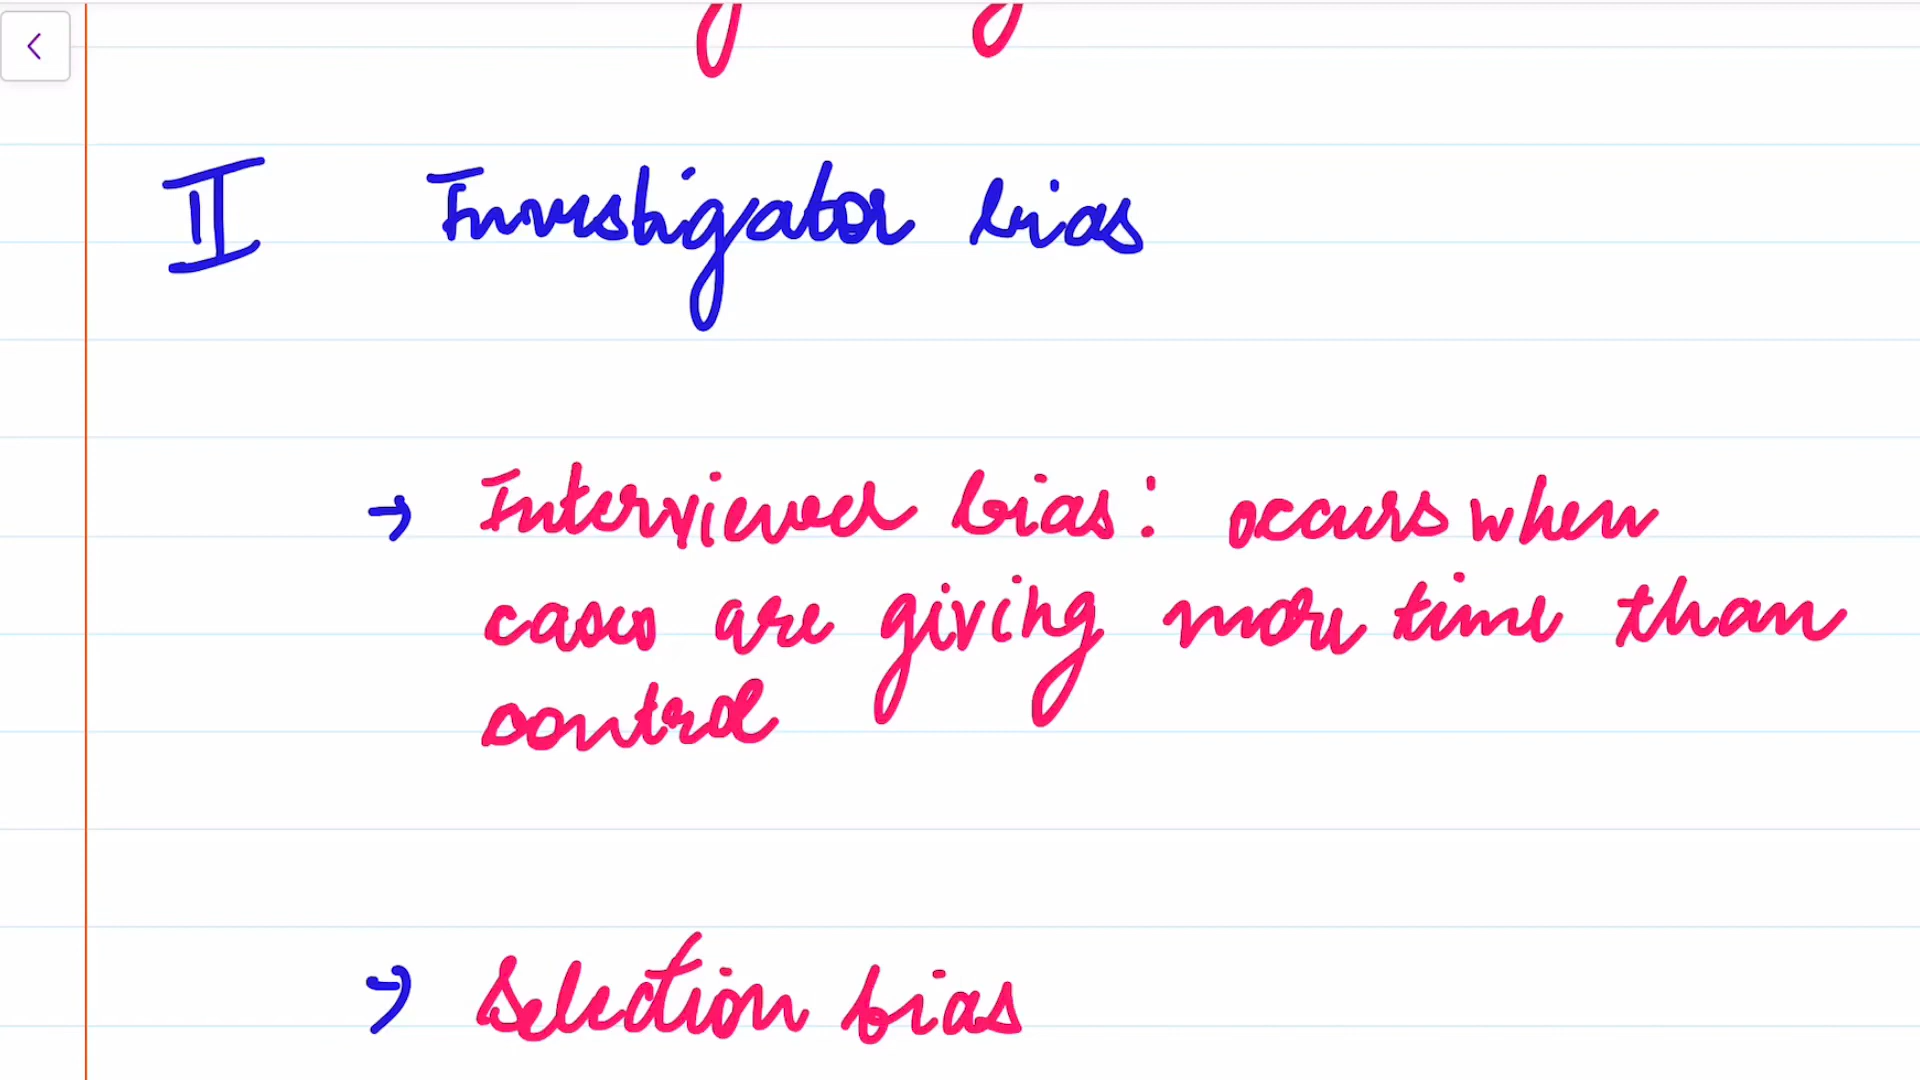 II Investigator bias
→ Interviewer bias: occurs when
cases are giving more time than
control
→ Selection bias